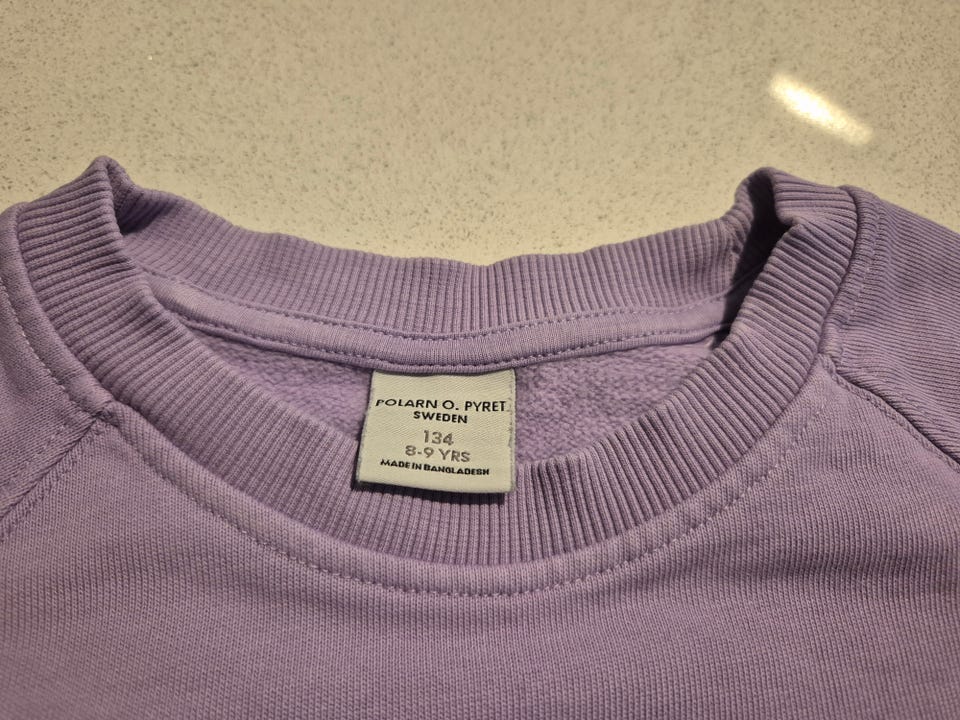 POLARN O. PYRET
SWEDEN
134
8-9 YRS
MADE IN BANGLADESH